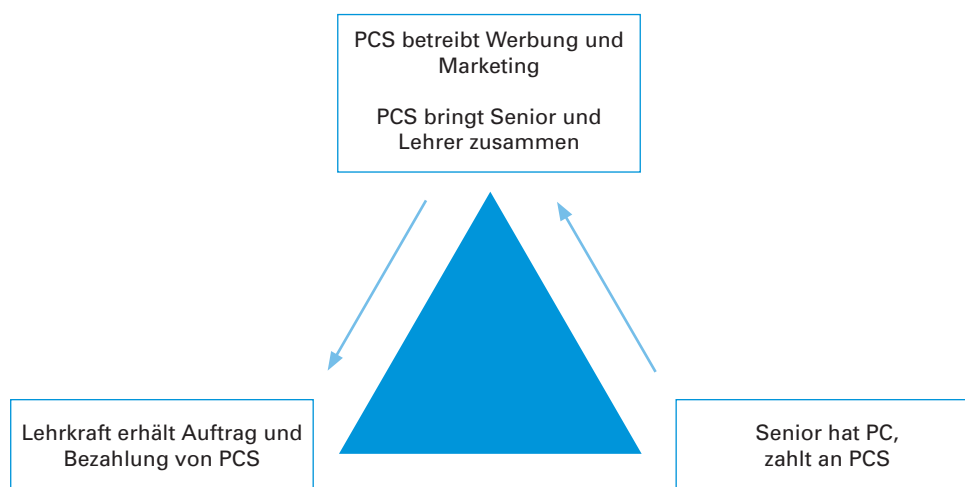 PCS betreibt Werbung und
Marketing
PCS bringt Senior und
Lehrer zusammen
Lehrkraft erhält Auftrag und
Bezahlung von PCS
Senior hat PC,
zahlt an PCS